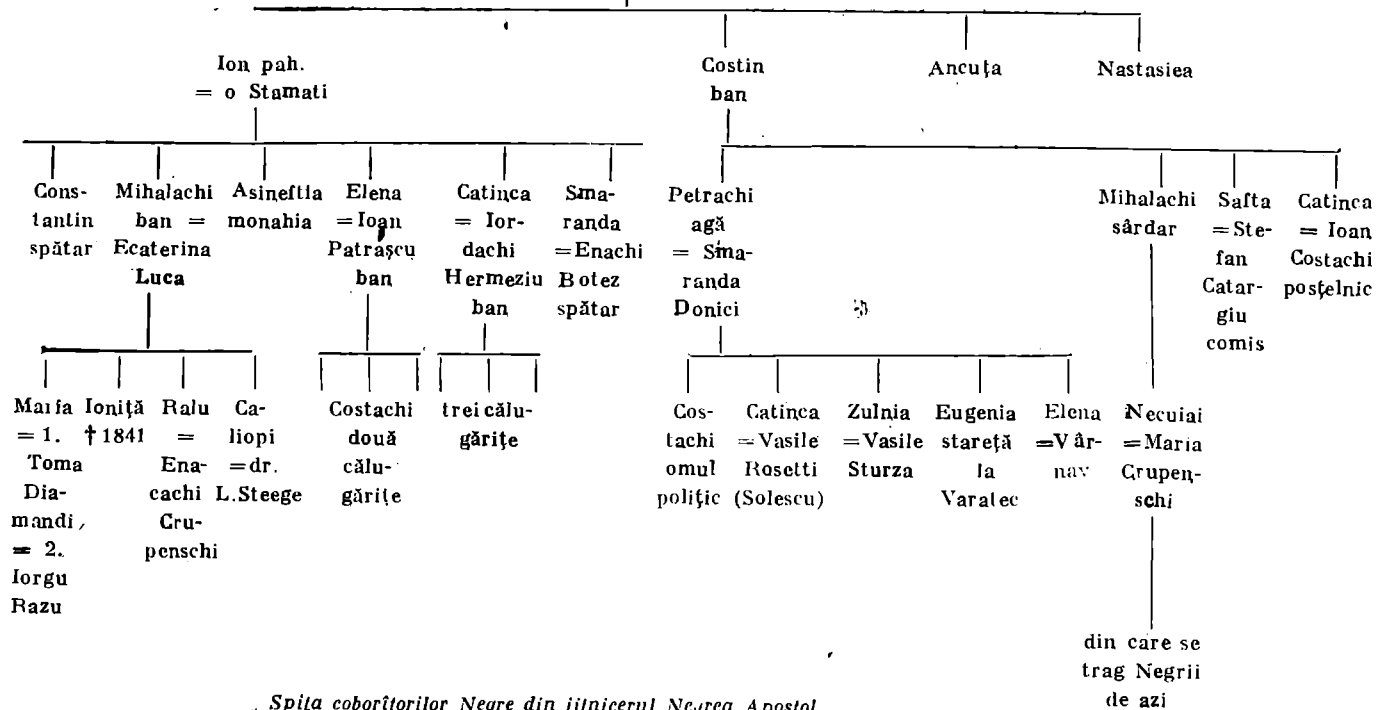 Ion pah.
= o Stamati
Costin
ban
Ancuța
Nastasiea
Cons-
tantin
spătar
Mihalachi
ban =
Ecaterina
Luca
Asineftia
monahia
Elena
=Ioan
Patrașcu
ban
Catinca
= Ior-
dachi
Hermeziu
ban
Sma-
randa
=Enachi
Botez
spătar
Petrachi
agă
= Sma-
randa
Donici
Mihalachi
sârdar
Safta
=Ste-
fan
Catar-
giu
comis
Catinca
= Ioan
Costachi
poștelnic
Maria
= 1.
Toma
Dia-
mandi,
= 2.
Iorgu
Razu
Ioniță
† 1841
Ralu
=
Ena-
cachi
Cru-
penschi
Ca-
liopi
=dr.
L.Steege
Costachi
două
călu-
gărițe
trei călu-
gărițe
Cos-
tachi
omul
polițic
Catinca
=Vasile
Rosetti
(Solescu)
Zulnia
=Vasile
Sturza
Eugenia
stareță
la
Varatec
Elena
=Vâr-
nav
Neculai
=Maria
Crupen-
schi
din care se
trag Negrii
de azi
Spița coborîtorilor Negre din jitnicerul Negrea Apostol